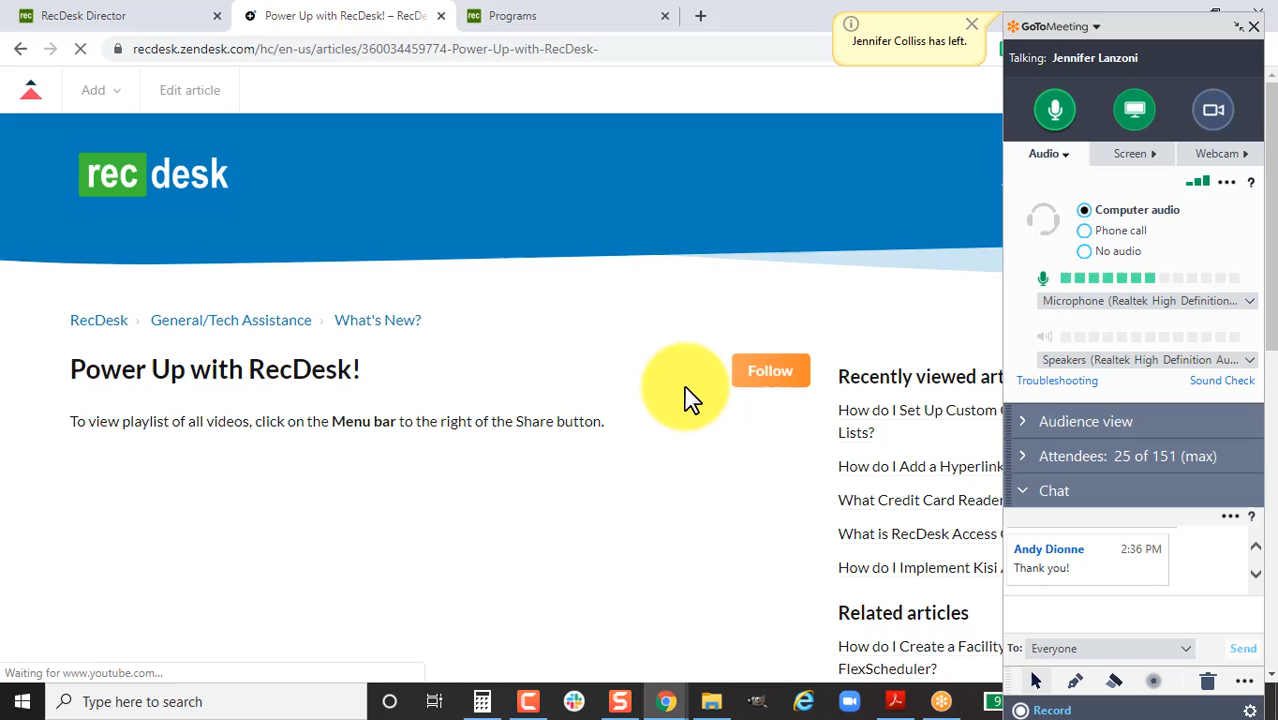 RecDesk Director
Power Up with RecDesk! – RecDe
Programs
Jennifer Colliss has left.
GoToMeeting
recdesk.zendesk.com/hc/en-us/articles/360034459774-Power-Up-with-RecDesk-
Talking: Jennifer Lanzoni
Add
Edit article
Audio
Screen
Webcam
rec desk
Computer audio
Phone call
No audio
Microphone (Realtek High Definition...
Speakers (Realtek High Definition Au...
Troubleshooting
Sound Check
RecDesk
General/Tech Assistance
What's New?
Power Up with RecDesk!
Follow
To view playlist of all videos, click on the Menu bar to the right of the Share button.
Recently viewed art
How do I Set Up Custom
Lists?
How do I Add a Hyperlink
What Credit Card Reader
What is RecDesk Access
How do I Implement Kisi
Related articles
How do I Create a Facility
FlexScheduler?
Audience view
Attendees: 25 of 151 (max)
Chat
Andy Dionne
2:36 PM
Thank you!
To:
Everyone
Send
Waiting for www.youtube.com...
Type here to search
Record